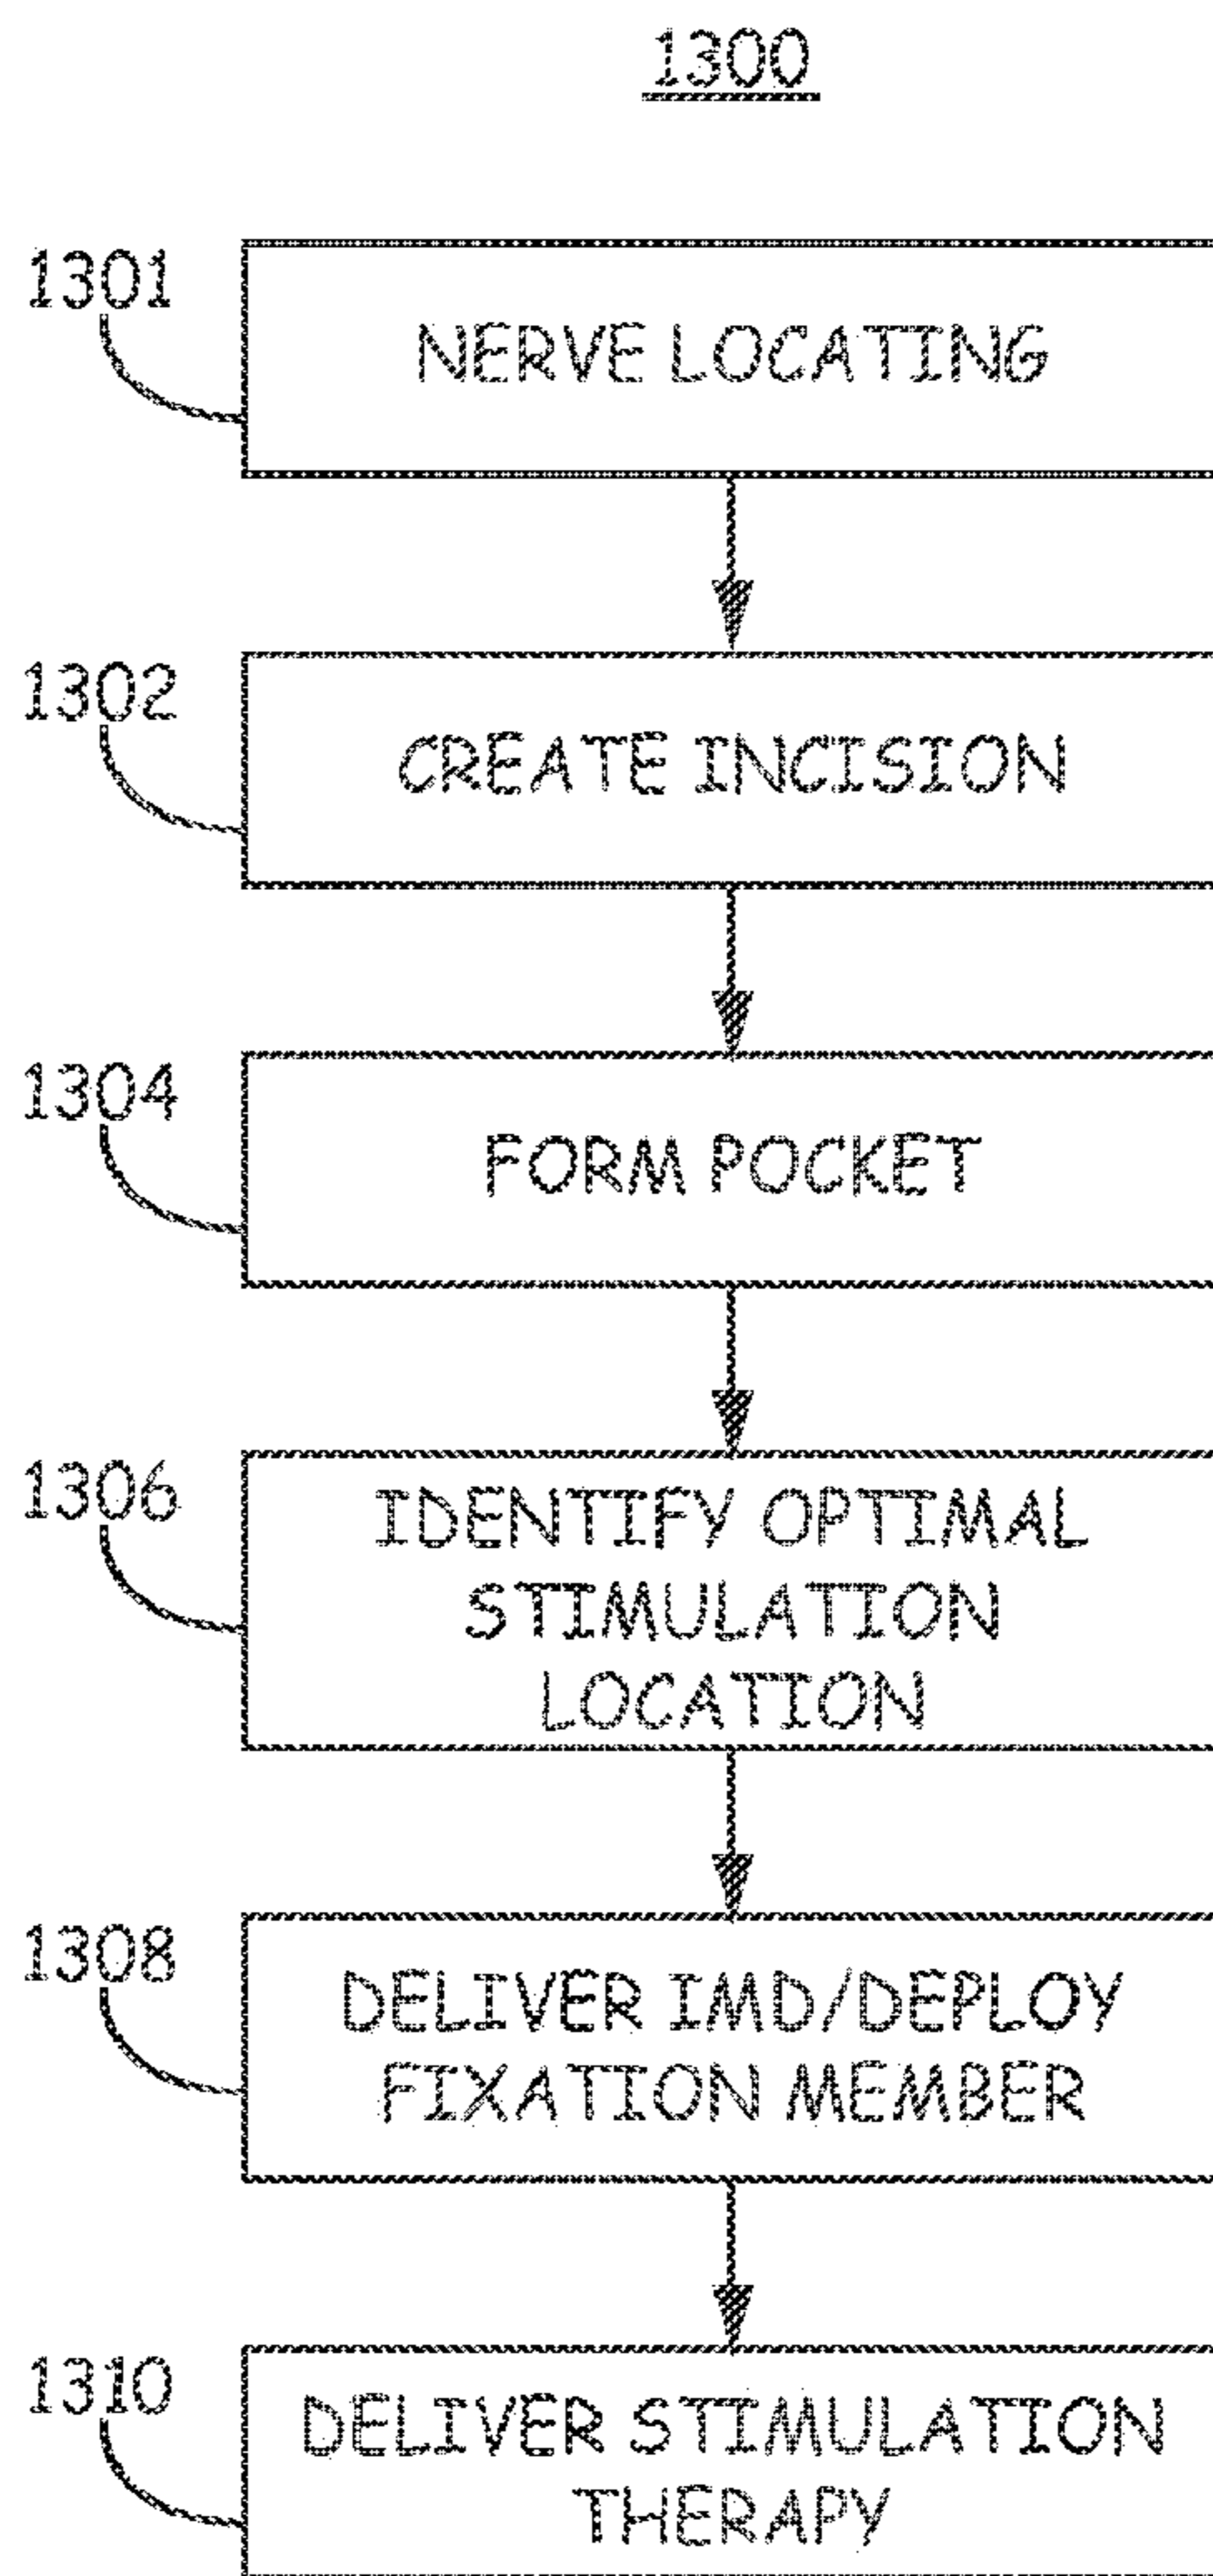 1300
1301
NERVE LOCATING
1302
CREATE INCISION
1304
FORM POCKET
1306
IDENTIFY OPTIMAL
STIMULATION
LOCATION
1308
DELIVER IMD/DEPLOY
FIXATION MEMBER
1310
DELIVER STIMULATION
THERAPY